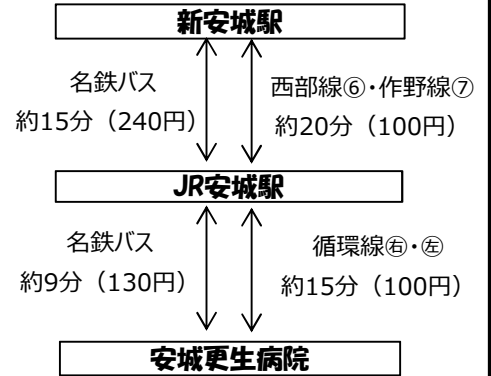 新安城駅
名鉄バス
約15分（240円）
西部線⑥・作野線⑦
約20分（100円）
JR安城駅
名鉄バス
約9分（130円）
循環線㊨・㊧
約15分（100円）
安城更生病院